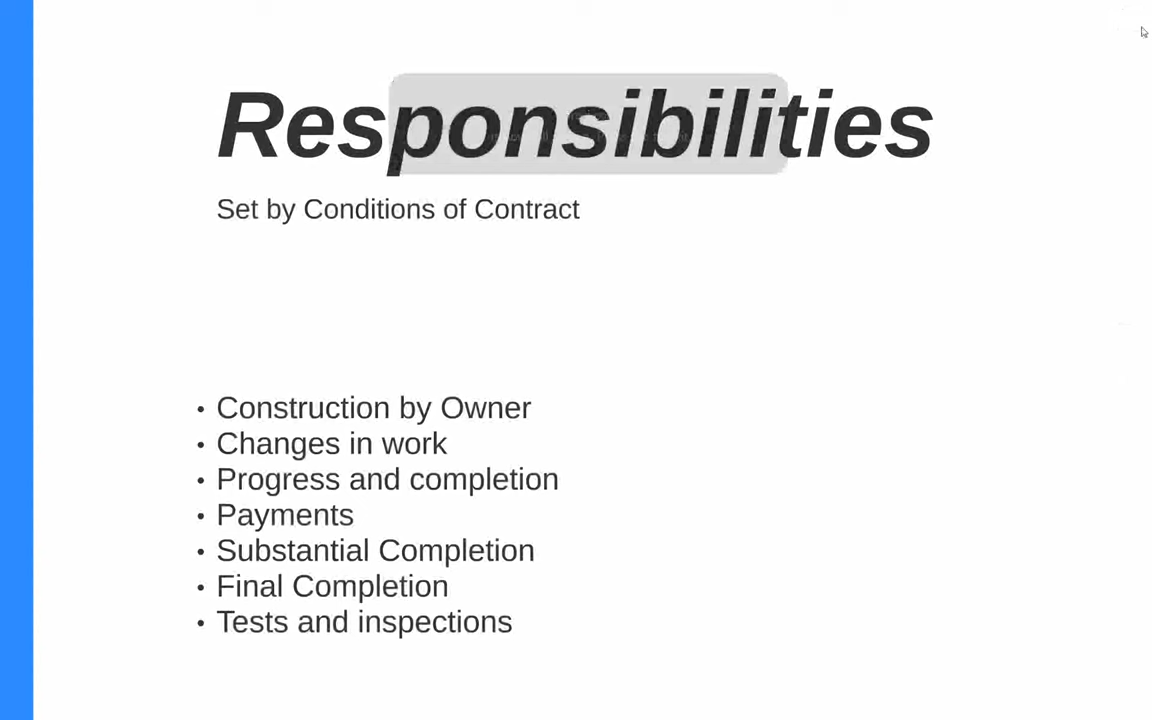 Responsibilities
Set by Conditions of Contract
• Construction by Owner
• Changes in work
• Progress and completion
• Payments
• Substantial Completion
• Final Completion
• Tests and inspections